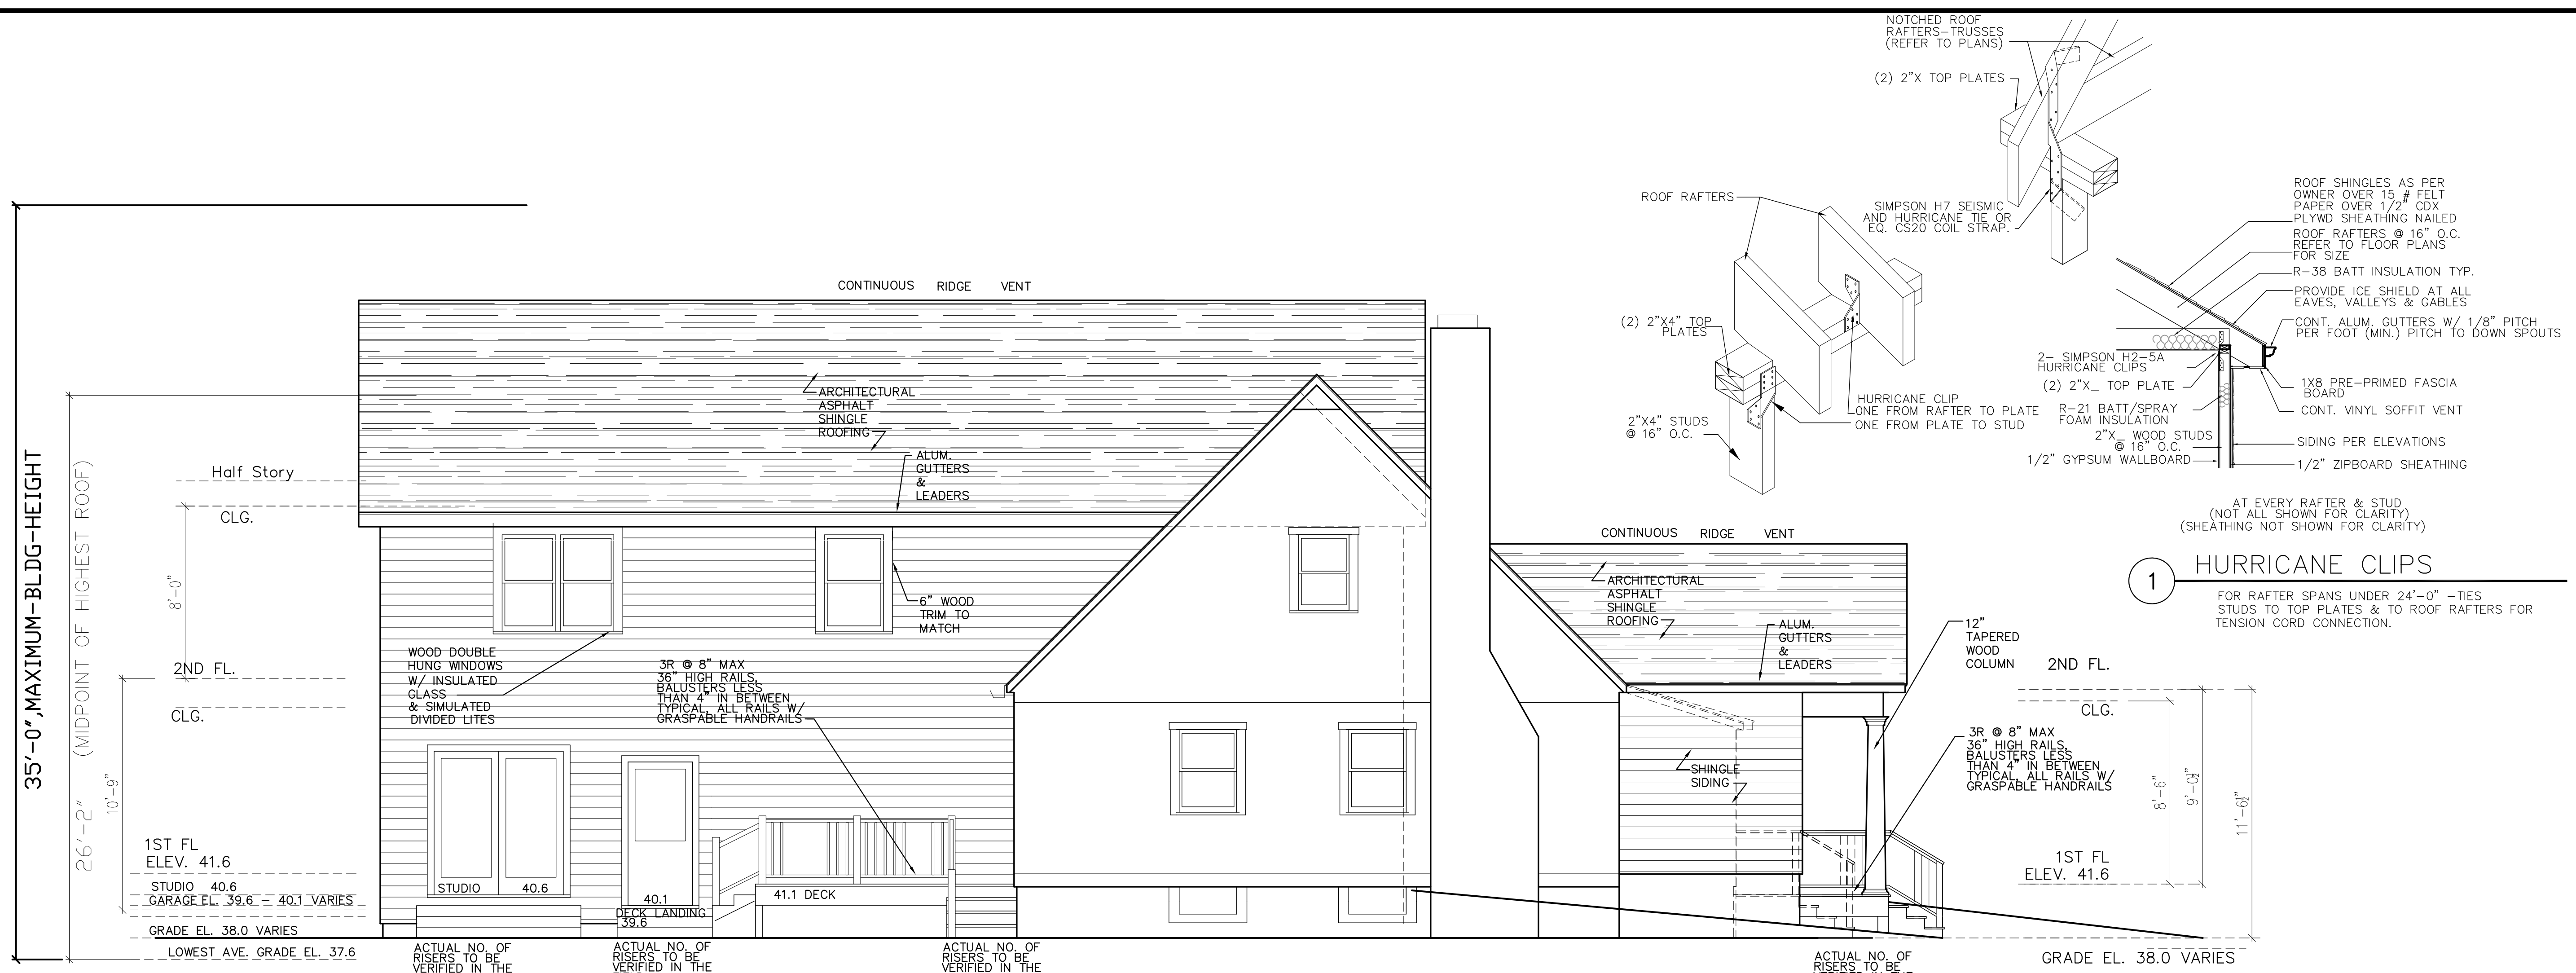 NOTCHED ROOF
RAFTERS-TRUSSES
(REFER TO PLANS)
(2) 2"X TOP PLATES
ROOF RAFTERS
SIMPSON H7 SEISMIC
AND HURRICANE TIE OR
EQ. CS20 COIL STRAP.
(2) 2"X4" TOP
PLATES
HURRICANE CLIP
ONE FROM RAFTER TO PLATE
ONE FROM PLATE TO STUD
2"X4" STUDS
@ 16" O.C.
ROOF SHINGLES AS PER
OWNER OVER 15 # FELT
PAPER OVER 1/2" CDX
PLYWD SHEATHING NAILED
ROOF RAFTERS @ 16" O.C.
REFER TO FLOOR PLANS
FOR SIZE
R-38 BATT INSULATION TYP.
PROVIDE ICE SHIELD AT ALL
EAVES, VALLEYS & GABLES
CONT. ALUM. GUTTERS W/ 1/8" PITCH
PER FOOT (MIN.) PITCH TO DOWN SPOUTS
2- SIMPSON H2-5A
HURRICANE CLIPS
(2) 2"X_ TOP PLATE
R-21 BATT/SPRAY
FOAM INSULATION
2"X_ WOOD STUDS
@ 16" O.C.
1/2" GYPSUM WALLBOARD
1X8 PRE-PRIMED FASCIA
BOARD
CONT. VINYL SOFFIT VENT
SIDING PER ELEVATIONS
1/2" ZIPBOARD SHEATHING
AT EVERY RAFTER & STUD
(NOT ALL SHOWN FOR CLARITY)
(SHEATHING NOT SHOWN FOR CLARITY)
1
HURRICANE CLIPS
FOR RAFTER SPANS UNDER 24'-0" -TIES
STUDS TO TOP PLATES & TO ROOF RAFTERS FOR
TENSION CORD CONNECTION.
35'-0",MAXIMUM-BLDG-HEIGHT
26'-2" (MIDPOINT OF HIGHEST ROOF)
8'-0"
10'-9"
Half Story
CLG.
2ND FL.
CLG.
1ST FL
ELEV. 41.6
STUDIO 40.6
GARAGE EL. 39.6 - 40.1 VARIES
GRADE EL. 38.0 VARIES
LOWEST AVE. GRADE EL. 37.6
CONTINUOUS RIDGE VENT
ARCHITECTURAL
ASPHALT
SHINGLE
ROOFING
ALUM.
GUTTERS
&
LEADERS
6" WOOD
TRIM TO
MATCH
WOOD DOUBLE
HUNG WINDOWS
W/ INSULATED
GLASS
& SIMULATED
DIVIDED LITES
3R @ 8" MAX
36" HIGH RAILS,
BALUSTERS LESS
THAN 4" IN BETWEEN
TYPICAL, ALL RAILS W/
GRASPABLE HANDRAILS
STUDIO 40.6
40.1
DECK LANDING
39.6
41.1 DECK
ACTUAL NO. OF
RISERS TO BE
VERIFIED IN THE
ACTUAL NO. OF
RISERS TO BE
VERIFIED IN THE
ACTUAL NO. OF
RISERS TO BE
VERIFIED IN THE
CONTINUOUS RIDGE VENT
ARCHITECTURAL
ASPHALT
SHINGLE
ROOFING
ALUM.
GUTTERS
&
LEADERS
SHINGLE
SIDING
12"
TAPERED
WOOD
COLUMN
2ND FL.
CLG.
3R @ 8" MAX
36" HIGH RAILS,
BALUSTERS LESS
THAN 4" IN BETWEEN
TYPICAL, ALL RAILS W/
GRASPABLE HANDRAILS
8'-6"
9'-0½"
11'-6½"
1ST FL
ELEV. 41.6
ACTUAL NO. OF
RISERS TO BE
GRADE EL. 38.0 VARIES